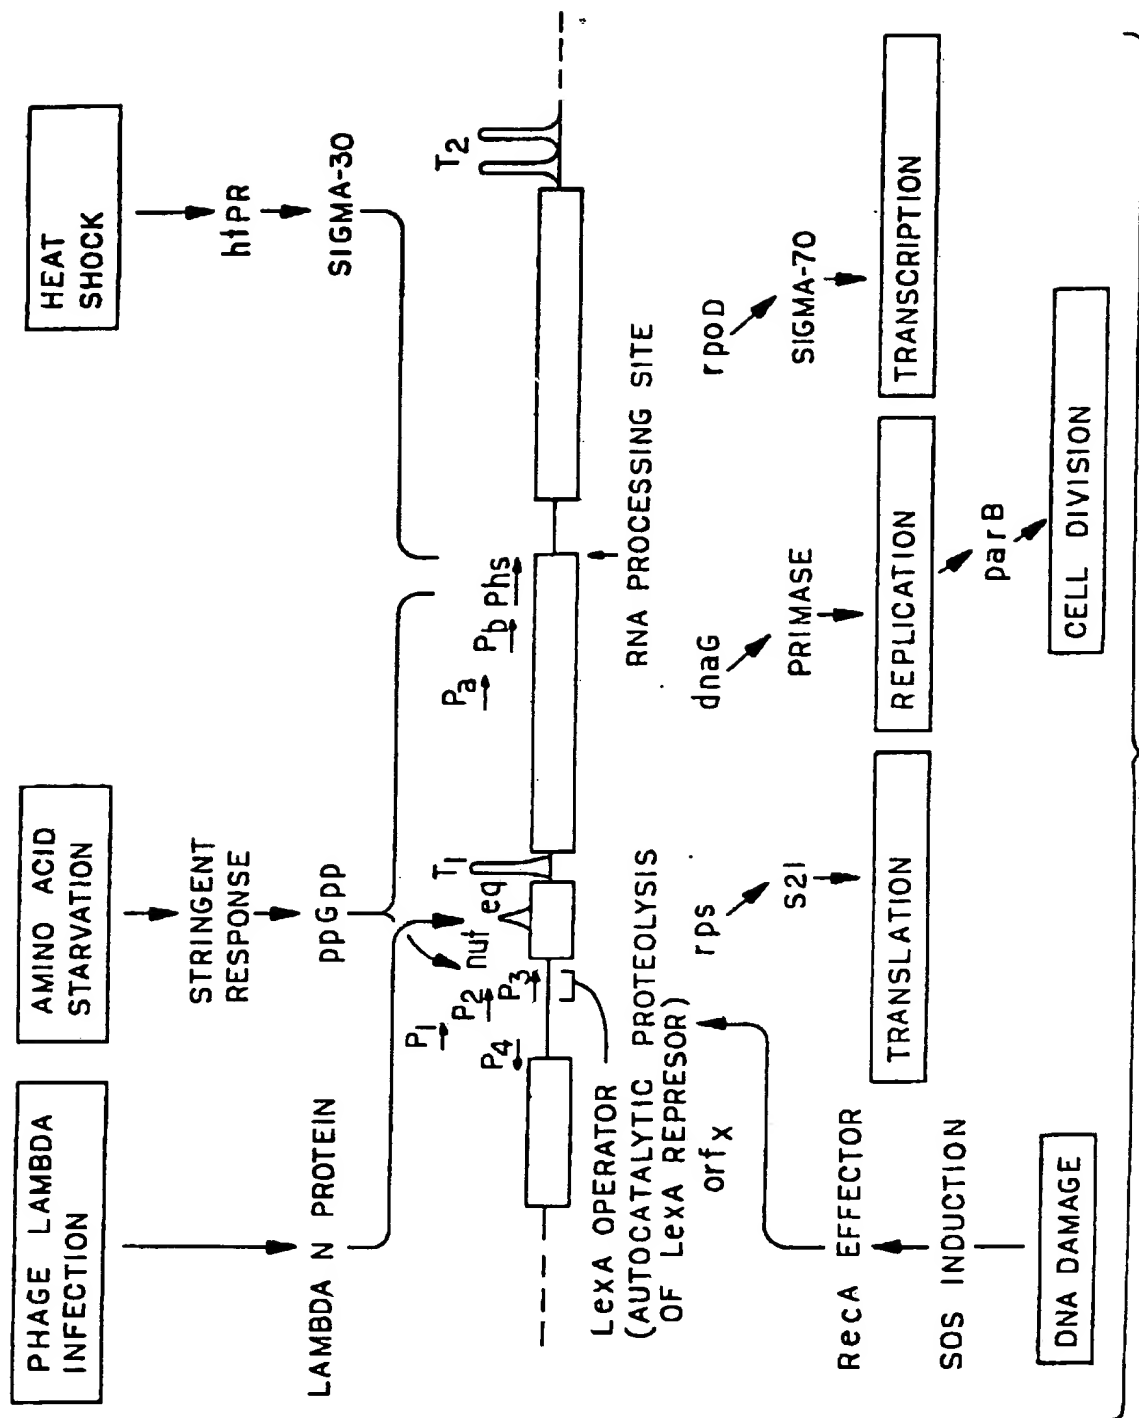 PHAGE LAMBDA
INFECTION
AMINO ACID
STARVATION
HEAT
SHOCK
STRINGENT
RESPONSE
htPR
LAMBDA N PROTEIN
ppGpp
SIGMA-30
P1
P2
P3
P4
nut
eq
T1
Pa
Pb
Phs
T2
LexA OPERATOR
(AUTOCATALYTIC PROTEOLYSIS
OF LexA REPRESOR)
RNA PROCESSING SITE
orfx
rps
dnaG
rpoD
S21
PRIMASE
SIGMA-70
RecA EFFECTOR
TRANSLATION
REPLICATION
TRANSCRIPTION
SOS INDUCTION
parB
DNA DAMAGE
CELL DIVISION